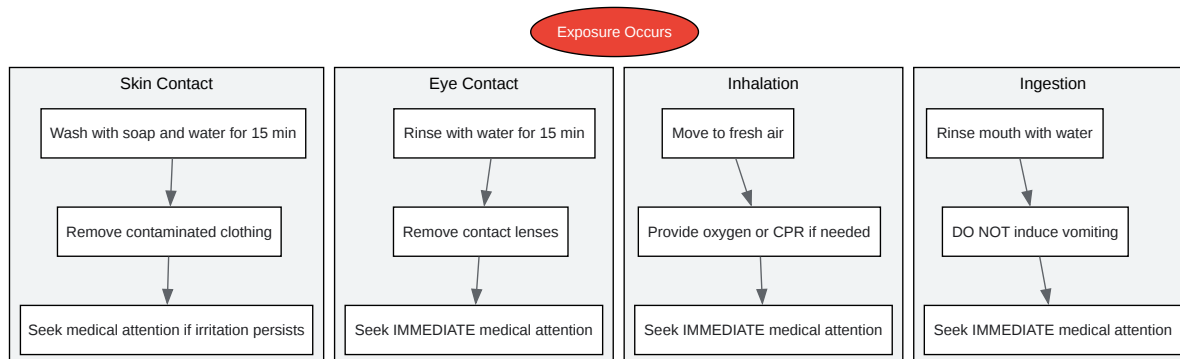 Exposure Occurs
Skin Contact
Wash with soap and water for 15 min
Remove contaminated clothing
Seek medical attention if irritation persists
Eye Contact
Rinse with water for 15 min
Remove contact lenses
Seek IMMEDIATE medical attention
Inhalation
Move to fresh air
Provide oxygen or CPR if needed
Seek IMMEDIATE medical attention
Ingestion
Rinse mouth with water
DO NOT induce vomiting
Seek IMMEDIATE medical attention